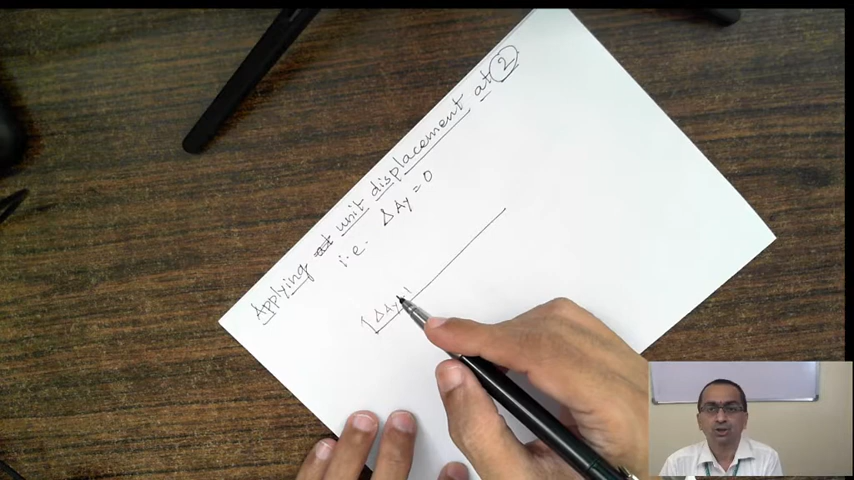 Applying at unit displacement at 2
i.e. ΔAy = 0
ΔAy=1